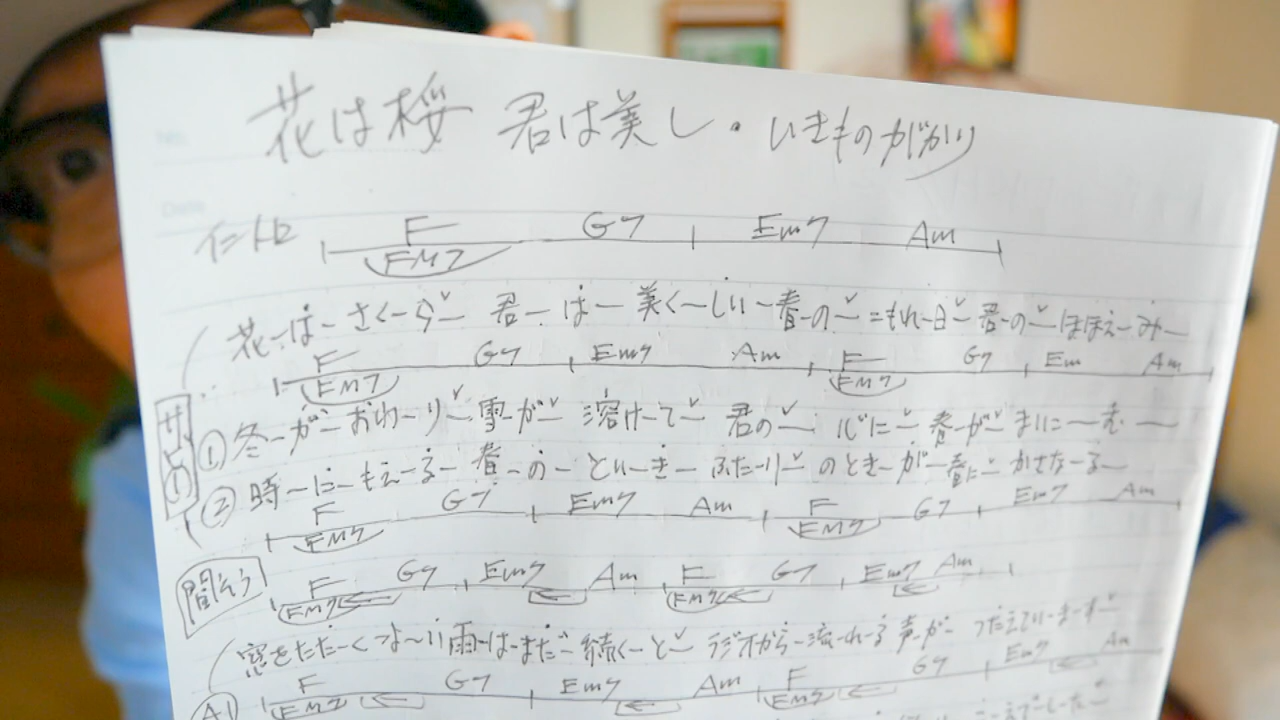 花は桜 君は美し・いきものがかり
イントロ F G7 Em7 Am
FM7
花ーはーさくーらー 君ーはー美くーしいー春ーのーこもれー日ー君ーのーほほえーみー
F G7 Em7 Am F G7 Em Am
FM7 FM7
サビ①
①冬ーがーおわーりー雪ーがー溶けーてー君のー心にー春ーがーまいこーむー
②時ーにーもえーるー春ーのーといーきーふたーりーのときーがー春にーかさなーる
F G7 Em7 Am F G7 Em7 Am
FM7 FM7
間そう F G7 Em7 Am F G7 Em7 Am
FM7 FM7
窓をたたーくつよーい雨ーはーまだー続くーとーラジオからー流ーれーる声ーがーつたえていーまーすー
A1 F G7 Em7 Am F G7 Em7 Am
FM7 FM7